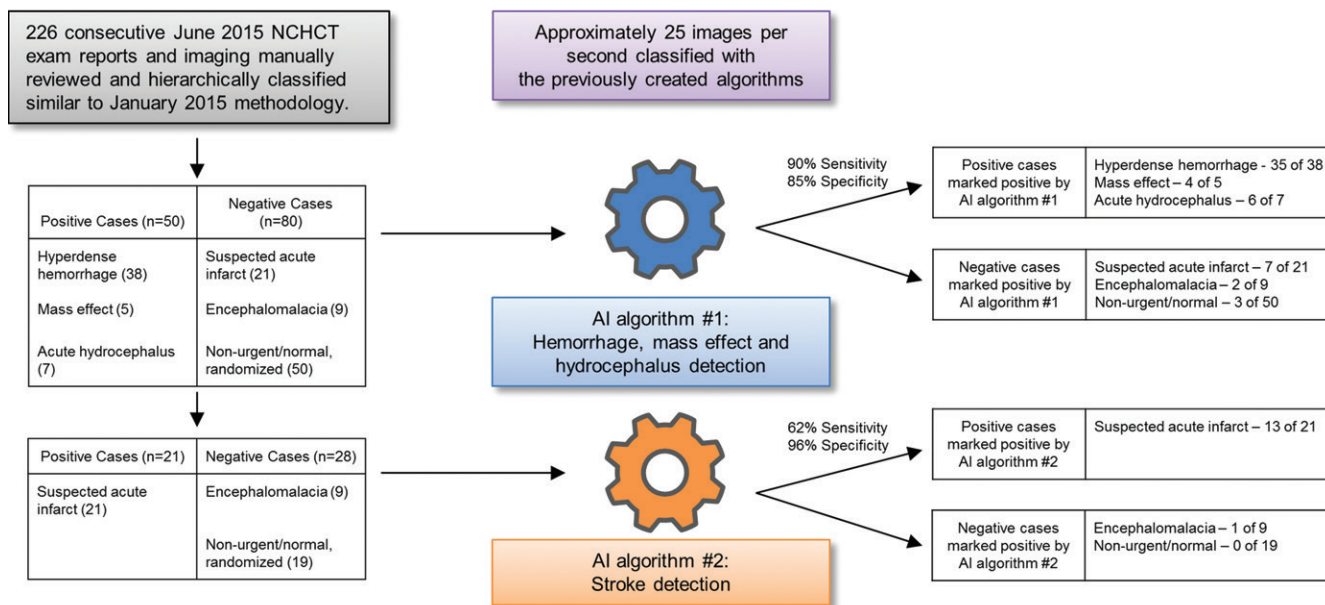 226 consecutive June 2015 NCHCT
exam reports and imaging manually
reviewed and hierarchically classified
similar to January 2015 methodology.
Approximately 25 images per
second classified with
the previously created algorithms
Positive Cases (n=50)
Negative Cases
(n=80)
Hyperdense
hemorrhage (38)
Suspected acute
infarct (21)
Mass effect (5)
Encephalomalacia (9)
Acute hydrocephalus
(7)
Non-urgent/normal,
randomized (50)
AI algorithm #1:
Hemorrhage, mass effect and
hydrocephalus detection
90% Sensitivity
85% Specificity
Positive cases
marked positive by
AI algorithm #1
Hyperdense hemorrhage - 35 of 38
Mass effect – 4 of 5
Acute hydrocephalus – 6 of 7
Negative cases
marked positive by
AI algorithm #1
Suspected acute infarct – 7 of 21
Encephalomalacia – 2 of 9
Non-urgent/normal – 3 of 50
Positive Cases (n=21)
Negative Cases (n=28)
Suspected acute
infarct (21)
Encephalomalacia (9)
Non-urgent/normal,
randomized (19)
AI algorithm #2:
Stroke detection
62% Sensitivity
96% Specificity
Positive cases
marked positive by
AI algorithm #2
Suspected acute infarct – 13 of 21
Negative cases
marked positive by
AI algorithm #2
Encephalomalacia – 1 of 9
Non-urgent/normal – 0 of 19